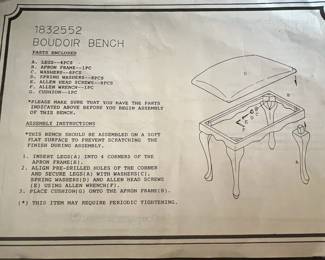 1832552
BOUDOIR BENCH
PARTS ENCLOSED
A. LEGS--4PCS
B. APRON FRAME--1PC
C. WASHERS--8PCS
D. SPRING WASHERS--8PCS
E. ALLEN HEAD SCREWS--8PCS
F. ALLEN WRENCH--1PC
G. CUSHION--1PC
*PLEASE MAKE SURE THAT YOU HAVE THE PARTS
INDICATED ABOVE BEFORE YOU BEGIN ASSEMBLY
OF THIS BENCH.
ASSEMBLY INSTRUCTIONS
*THIS BENCH SHOULD BE ASSEMBLED ON A SOFT
FLAT SURFACE TO PREVENT SCRATCHING THE
FINISH DURING ASSEMBLY.
1. INSERT LEGS(A) INTO 4 CORNERS OF THE
APRON FRAME(B).
2. ALIGN PRE-DRILLED HOLES OF THE CORNER
AND SECURE LEGS(A) WITH WASHERS(C).
SPRING WASHERS(D) AND ALLEN HEAD SCREWS
(E) USING ALLEN WRENCH(F).
3. PLACE CUSHION(G) ONTO THE APRON FRAME(B).
(*) THIS ITEM MAY REQUIRE PERIODIC TIGHTENING.